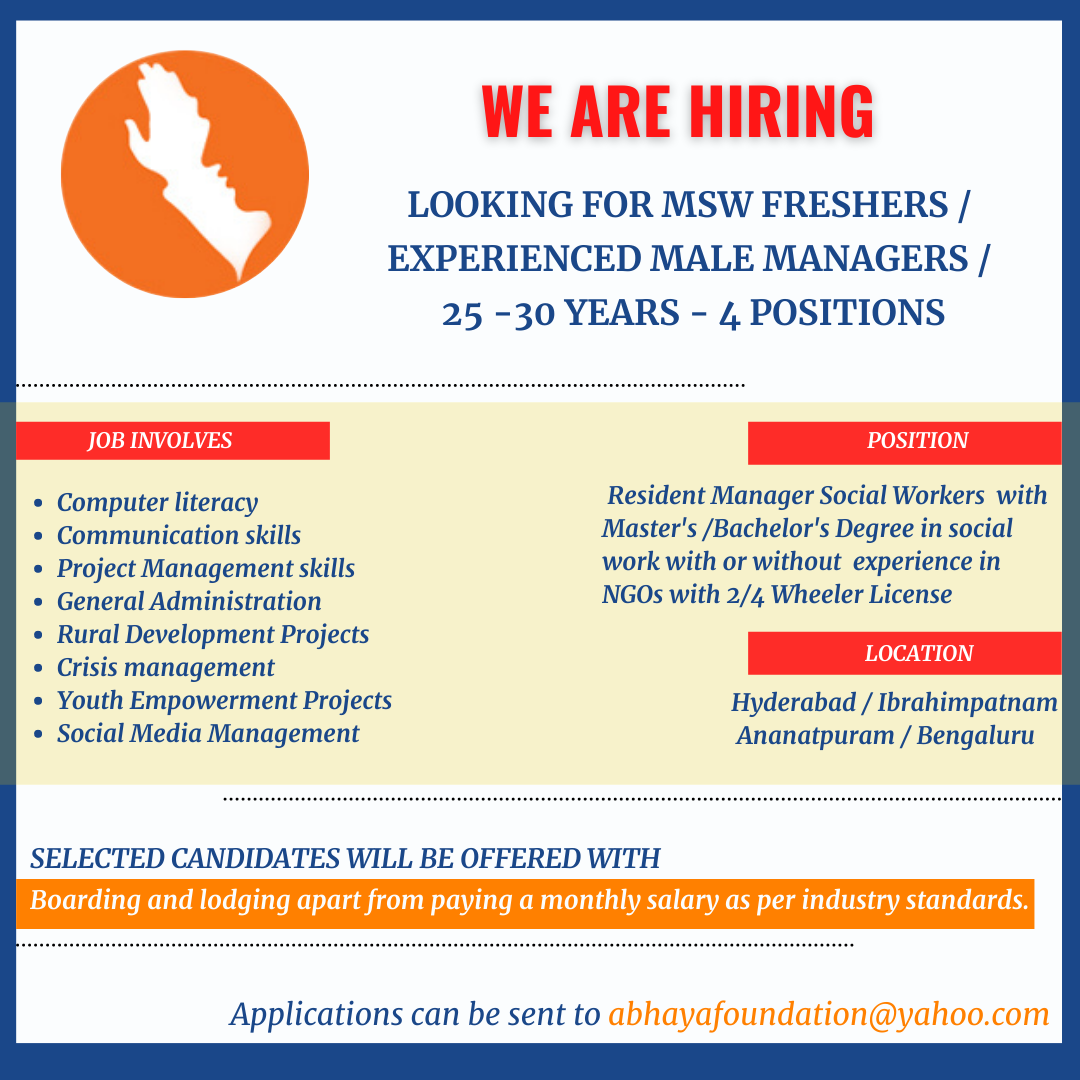 WE ARE HIRING
LOOKING FOR MSW FRESHERS /
EXPERIENCED MALE MANAGERS /
25 -30 YEARS - 4 POSITIONS
JOB INVOLVES
• Computer literacy
• Communication skills
• Project Management skills
• General Administration
• Rural Development Projects
• Crisis management
• Youth Empowerment Projects
• Social Media Management
POSITION
Resident Manager Social Workers with
Master's /Bachelor's Degree in social
work with or without experience in
NGOs with 2/4 Wheeler License
LOCATION
Hyderabad / Ibrahimpatnam
Ananatpuram / Bengaluru
SELECTED CANDIDATES WILL BE OFFERED WITH
Boarding and lodging apart from paying a monthly salary as per industry standards.
Applications can be sent to abhayafoundation@yahoo.com